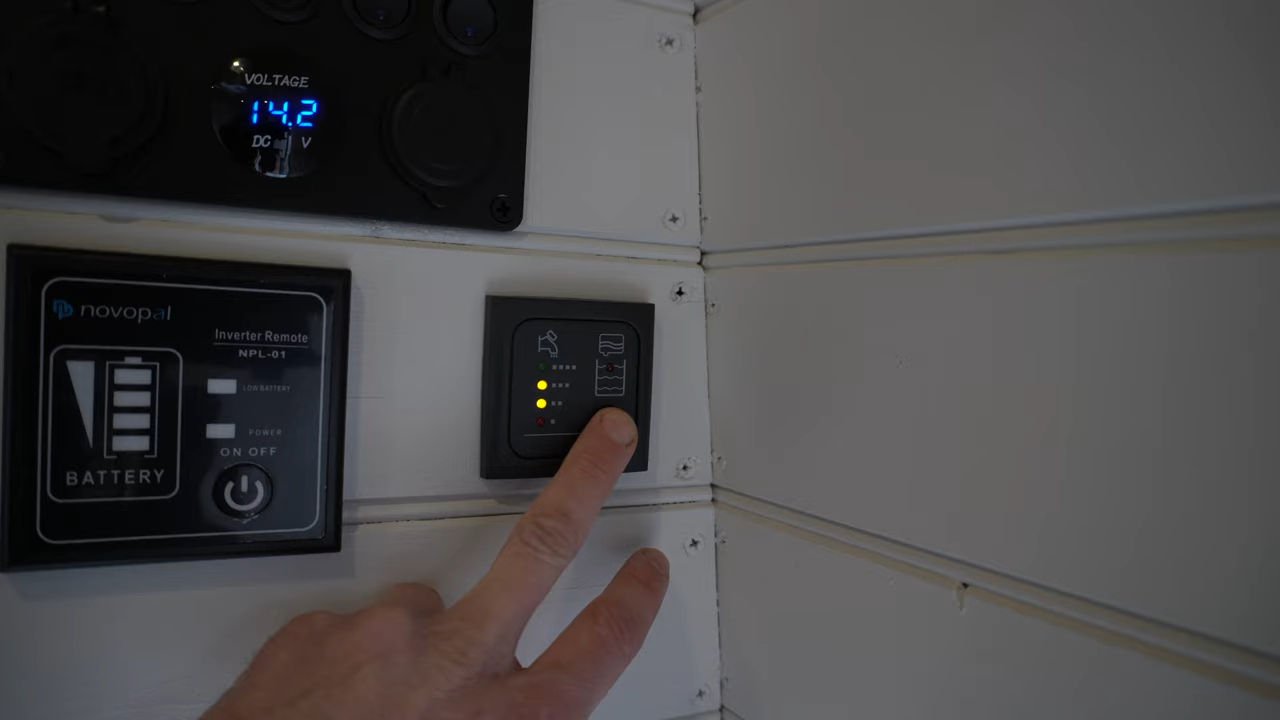 VOLTAGE
14.2
DC V
novopal
Inverter Remote
NPL-01
LOW BATTERY
POWER
ON OFF
BATTERY